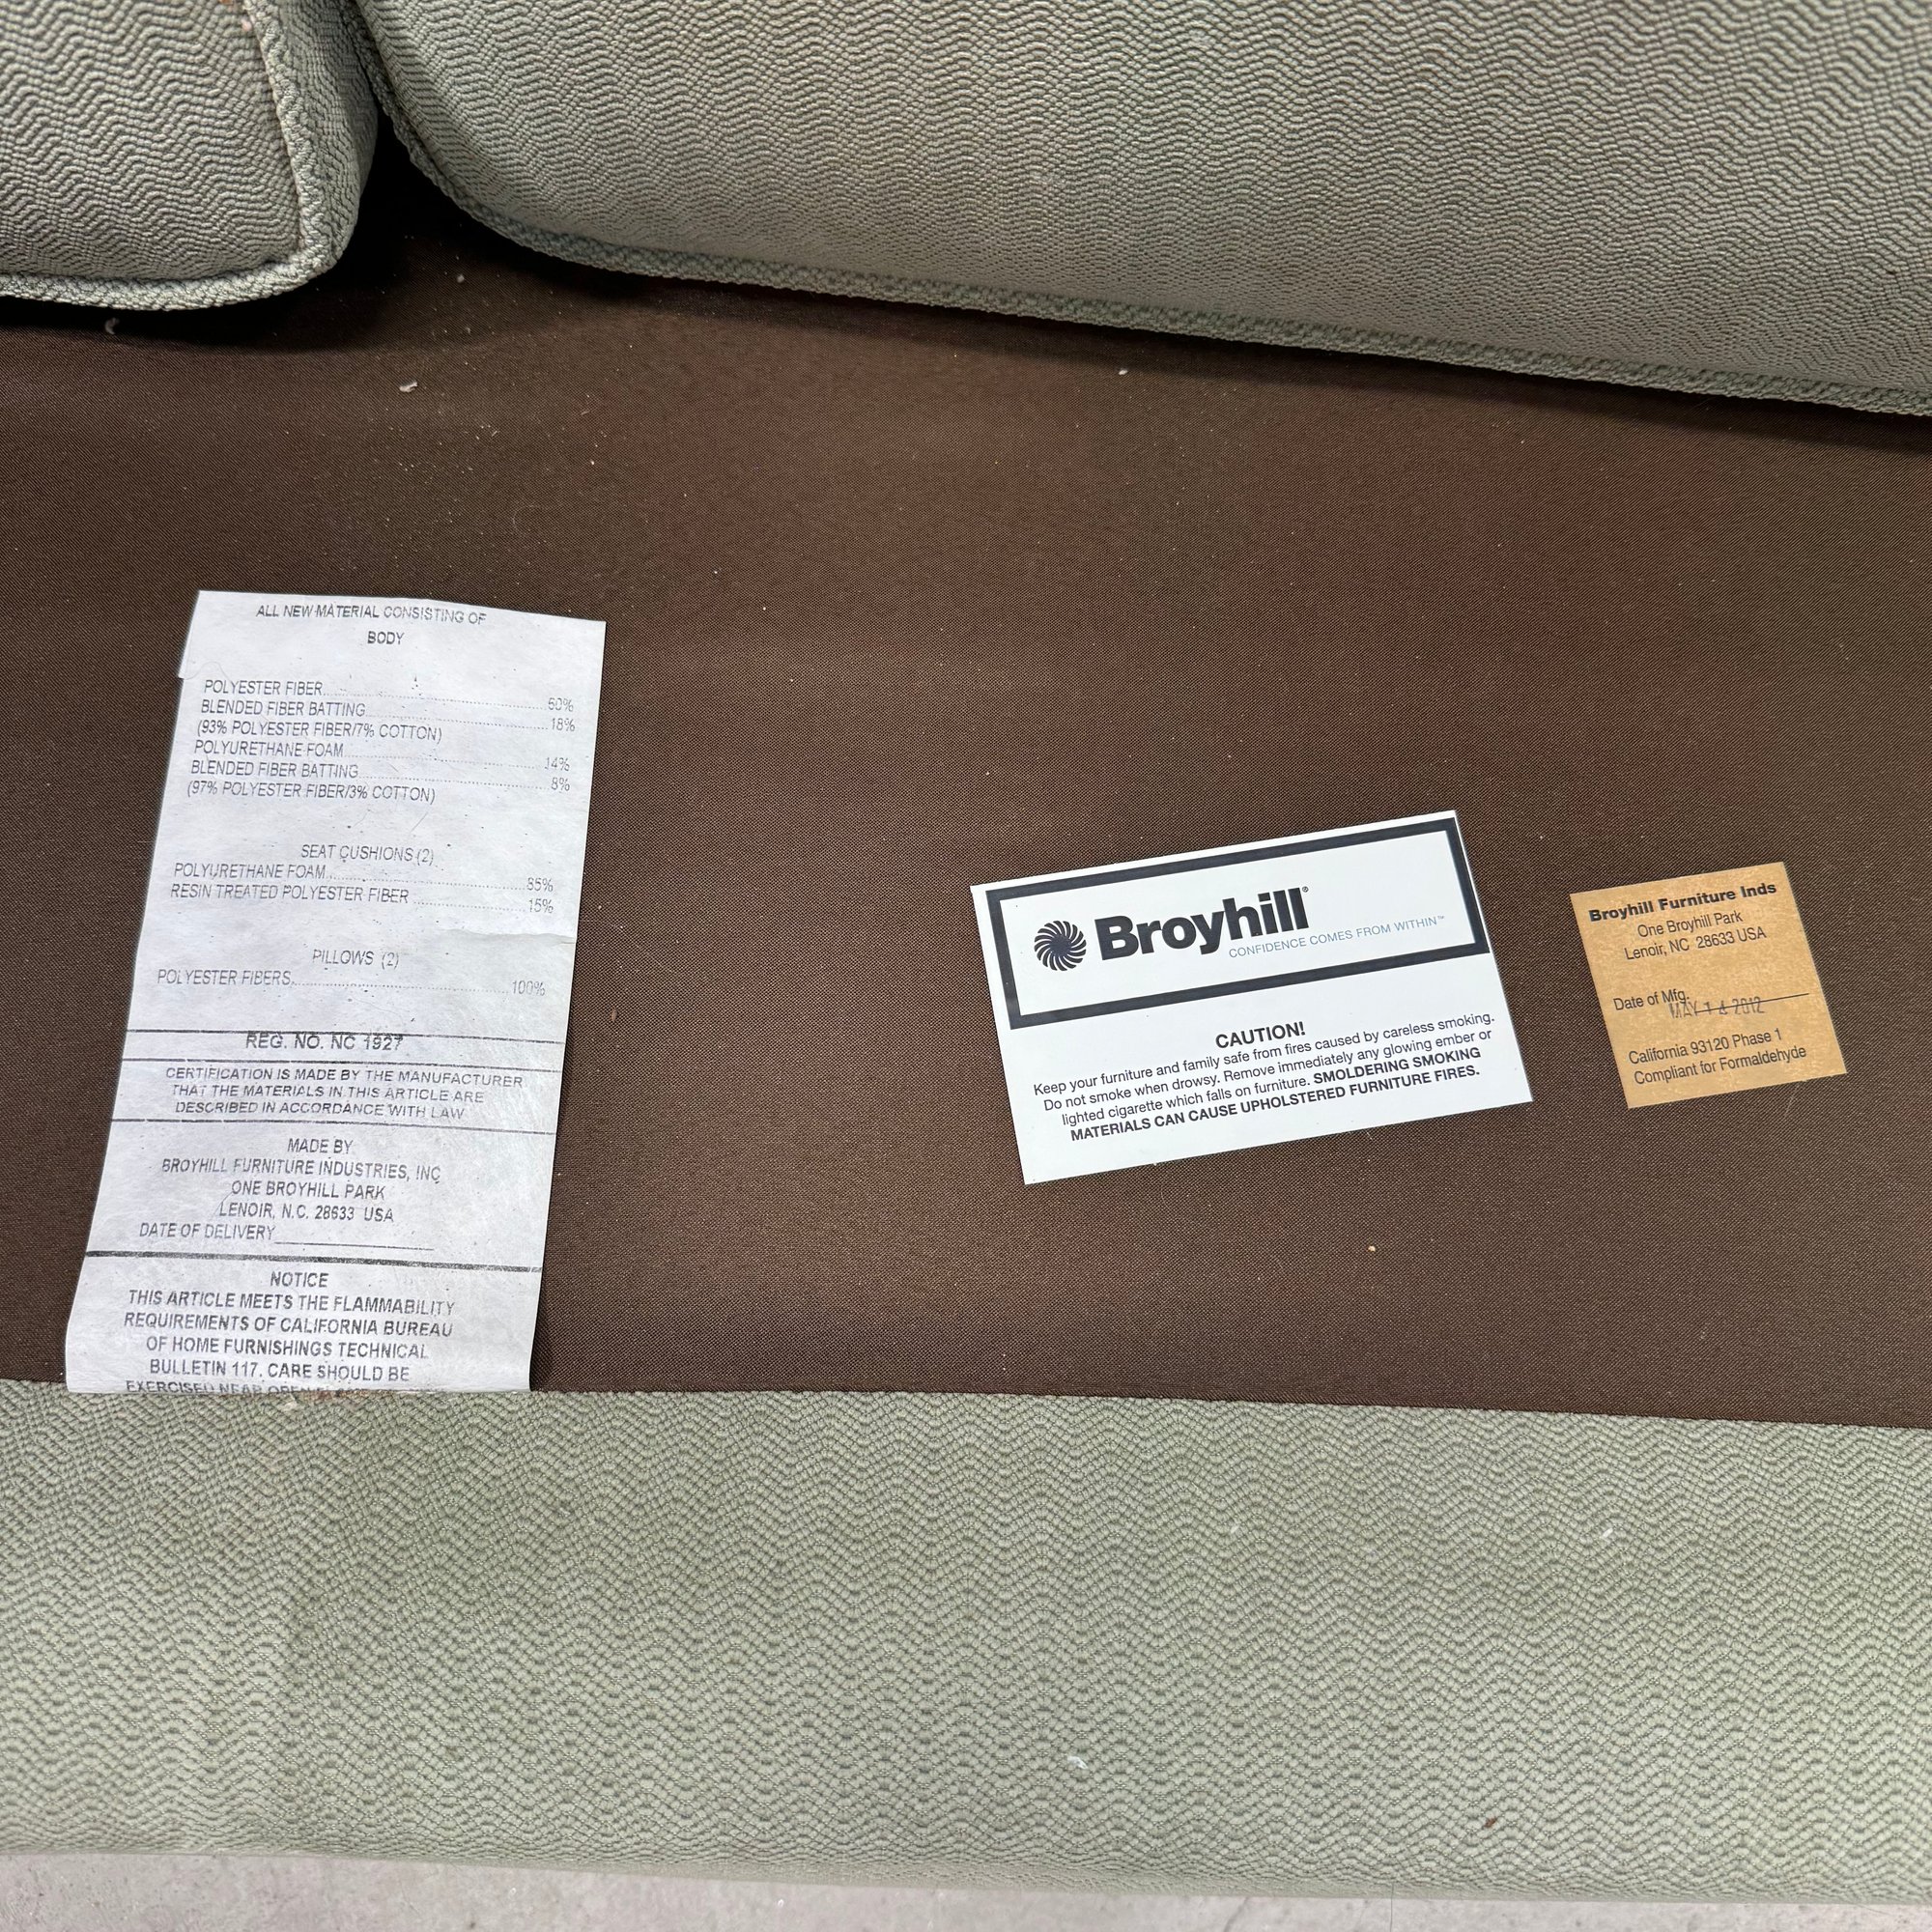 ALL NEW MATERIAL CONSISTING OF
BODY
POLYESTER FIBER 60%
BLENDED FIBER BATTING 18%
(93% POLYESTER FIBER/7% COTTON)
POLYURETHANE FOAM 14%
BLENDED FIBER BATTING 8%
(97% POLYESTER FIBER/3% COTTON)
SEAT CUSHIONS (2)
POLYURETHANE FOAM 85%
RESIN TREATED POLYESTER FIBER 15%
PILLOWS (2)
POLYESTER FIBERS 100%
REG. NO. NC 1927
CERTIFICATION IS MADE BY THE MANUFACTURER
THAT THE MATERIALS IN THIS ARTICLE ARE
DESCRIBED IN ACCORDANCE WITH LAW
MADE BY
BROYHILL FURNITURE INDUSTRIES, INC
ONE BROYHILL PARK
LENOIR, N.C. 28633 USA
DATE OF DELIVERY
NOTICE
THIS ARTICLE MEETS THE FLAMMABILITY
REQUIREMENTS OF CALIFORNIA BUREAU
OF HOME FURNISHINGS TECHNICAL
BULLETIN 117. CARE SHOULD BE
EXERCISED NEAR OPEN
Broyhill®
CONFIDENCE COMES FROM WITHIN™
CAUTION!
Keep your furniture and family safe from fires caused by careless smoking.
Do not smoke when drowsy. Remove immediately any glowing ember or
lighted cigarette which falls on furniture. SMOLDERING SMOKING
MATERIALS CAN CAUSE UPHOLSTERED FURNITURE FIRES.
Broyhill Furniture Inds
One Broyhill Park
Lenoir, NC 28633 USA
Date of Mfg: MAY 14 2012
California 93120 Phase 1
Compliant for Formaldehyde